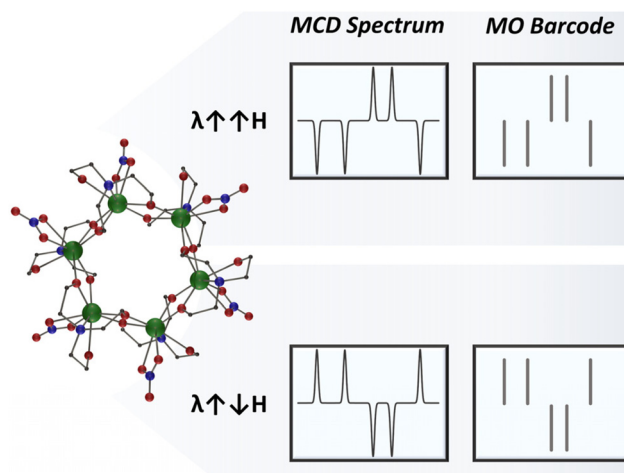 MCD Spectrum MO Barcode
λ↑↑H
λ↑↓H